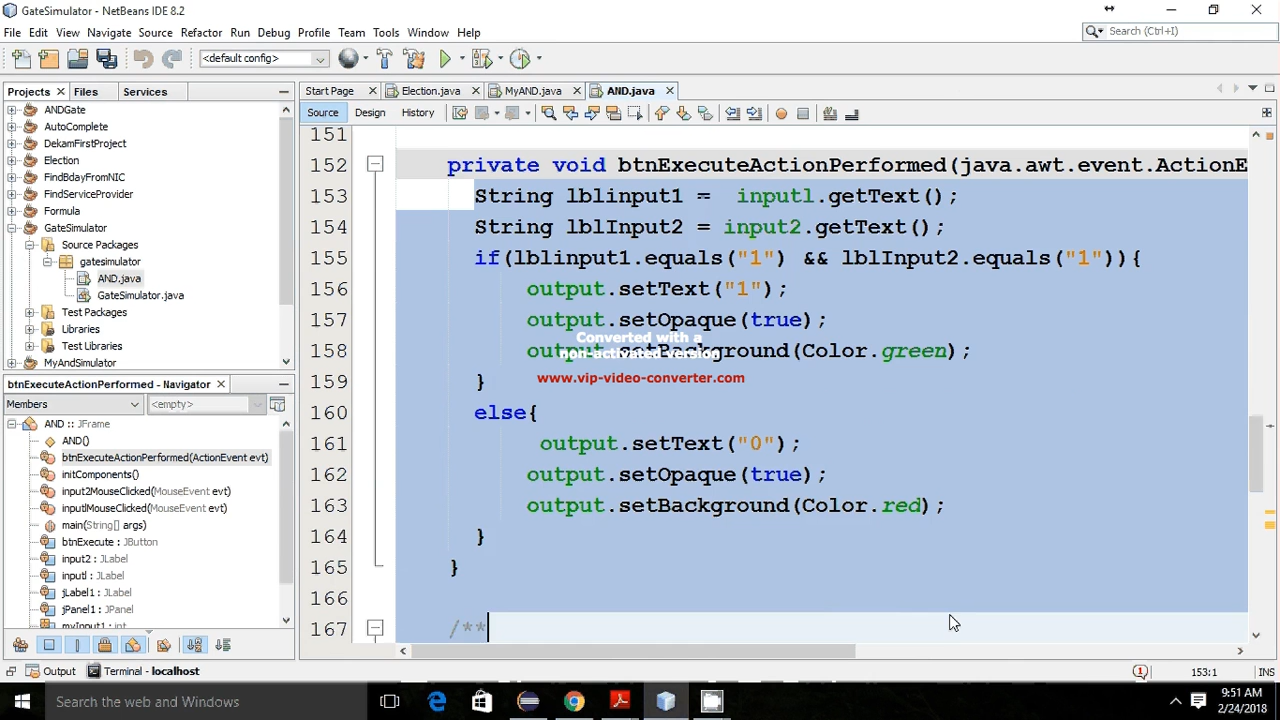 GateSimulator - NetBeans IDE 8.2
File Edit View Navigate Source Refactor Run Debug Profile Team Tools Window Help
Search (Ctrl+I)
<default config>
Projects Files Services
Start Page Election.java MyAND.java AND.java
Source Design History
ANDGate
AutoComplete
DekamFirstProject
Election
FindBdayFromNIC
FindServiceProvider
Formula
GateSimulator
Source Packages
gatesimulator
AND.java
GateSimulator.java
Test Packages
Libraries
Test Libraries
MyAndSimulator
btnExecuteActionPerformed - Navigator
Members <empty>
AND :: JFrame
AND()
btnExecuteActionPerformed(ActionEvent evt)
initComponents()
input2MouseClicked(MouseEvent evt)
inputlMouseClicked(MouseEvent evt)
main(String[] args)
btnExecute : JButton
input2 : JLabel
inputl : JLabel
jLabel1 : JLabel
jPanel1 : JPanel
myInput1 : int
151
152 private void btnExecuteActionPerformed(java.awt.event.ActionE
153 String lblinput1 = inputl.getText();
154 String lblInput2 = input2.getText();
155 if(lblinput1.equals("1") && lblInput2.equals("1")){
156 output.setText("1");
157 output.setOpaque(true);
158 output.setBackground(Color.green);
159 }
160 else{
161 output.setText("0");
162 output.setOpaque(true);
163 output.setBackground(Color.red);
164 }
165 }
166
167 /**
Converted with a
non-activated version
www.vip-video-converter.com
Output Terminal - localhost
1 153:1 INS
Search the web and Windows
9:51 AM
2/24/2018